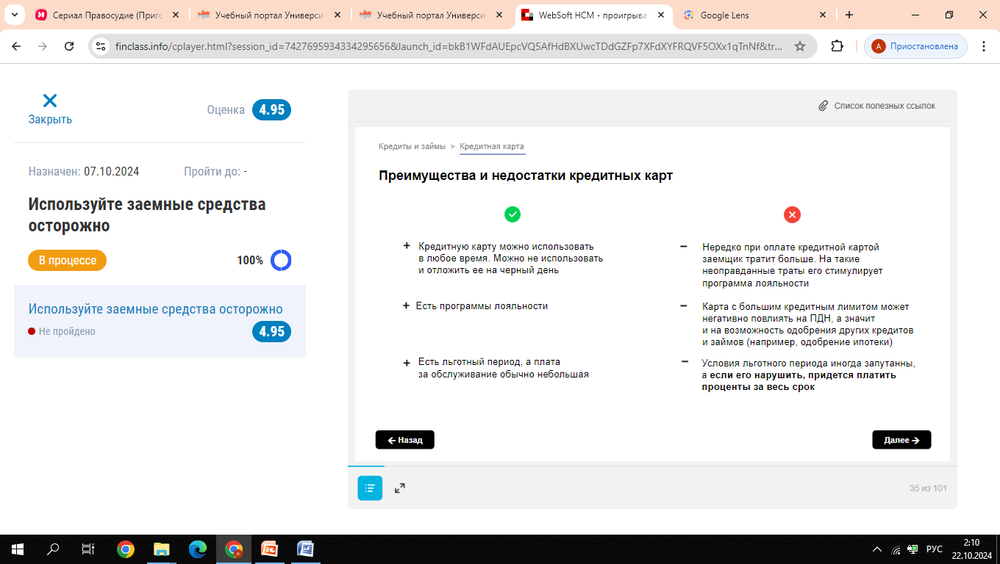 Сериал Правосудие (Приго
Учебный портал Универси
Учебный портал Универси
WebSoft HCM - проигрыва
Google Lens
finclass.info/cplayer.html?session_id=7427695934334295656&launch_id=bkB1WFdAUEpcVQ5AfHdBXUwcTDdGZFp7XFdXYFRQVF5OXx1qTnNf&tr...
А
Приостановлена
Закрыть
Оценка 4.95
Назначен: 07.10.2024
Пройти до: -
Используйте заемные средства
осторожно
В процессе
100%
Используйте заемные средства осторожно
Не пройдено
4.95
Список полезных ссылок
Кредиты и займы > Кредитная карта
Преимущества и недостатки кредитных карт
+ Кредитную карту можно использовать
в любое время. Можно не использовать
и отложить ее на черный день
+ Есть программы лояльности
+ Есть льготный период, а плата
за обслуживание обычно небольшая
– Нередко при оплате кредитной картой
заемщик тратит больше. На такие
неоправданные траты его стимулирует
программа лояльности
– Карта с большим кредитным лимитом может
негативно повлиять на ПДН, а значит
и на возможность одобрения других кредитов
и займов (например, одобрение ипотеки)
– Условия льготного периода иногда запутанны,
а если его нарушить, придется платить
проценты за весь срок
Назад
Далее
35 из 101
РУС
2:10
22.10.2024